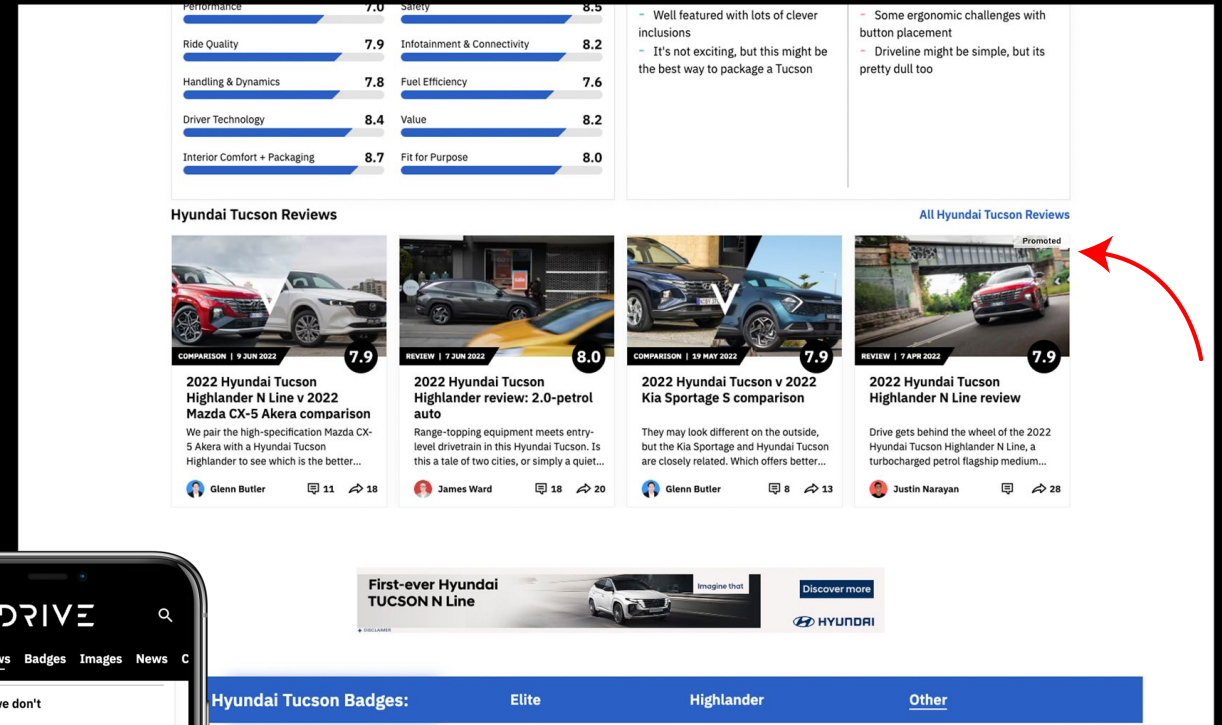 Performance 7.0
Safety 8.5
Ride Quality 7.9
Infotainment & Connectivity 8.2
Handling & Dynamics 7.8
Fuel Efficiency 7.6
Driver Technology 8.4
Value 8.2
Interior Comfort + Packaging 8.7
Fit for Purpose 8.0
- Well featured with lots of clever
inclusions
- It's not exciting, but this might be
the best way to package a Tucson
- Some ergonomic challenges with
button placement
- Driveline might be simple, but its
pretty dull too
Hyundai Tucson Reviews
All Hyundai Tucson Reviews
V
COMPARISON | 9 JUN 2022
7.9
2022 Hyundai Tucson
Highlander N Line v 2022
Mazda CX-5 Akera comparison
We pair the high-specification Mazda CX-
5 Akera with a Hyundai Tucson
Highlander to see which is the better...
Glenn Butler 11 18
REVIEW | 7 JUN 2022
8.0
2022 Hyundai Tucson
Highlander review: 2.0-petrol
auto
Range-topping equipment meets entry-
level drivetrain in this Hyundai Tucson. Is
this a tale of two cities, or simply a quiet...
James Ward 18 20
V
COMPARISON | 19 MAY 2022
7.9
2022 Hyundai Tucson v 2022
Kia Sportage S comparison
They may look different on the outside,
but the Kia Sportage and Hyundai Tucson
are closely related. Which offers better...
Glenn Butler 8 13
Promoted
REVIEW | 7 APR 2022
7.9
2022 Hyundai Tucson
Highlander N Line review
Drive gets behind the wheel of the 2022
Hyundai Tucson Highlander N Line, a
turbocharged petrol flagship medium...
Justin Narayan 28
First-ever Hyundai
TUCSON N Line
Imagine that
Discover more
HYUNDAI
+ DISCLAIMER
DRIVE
ws Badges Images News C
ve don't
Hyundai Tucson Badges: Elite Highlander Other